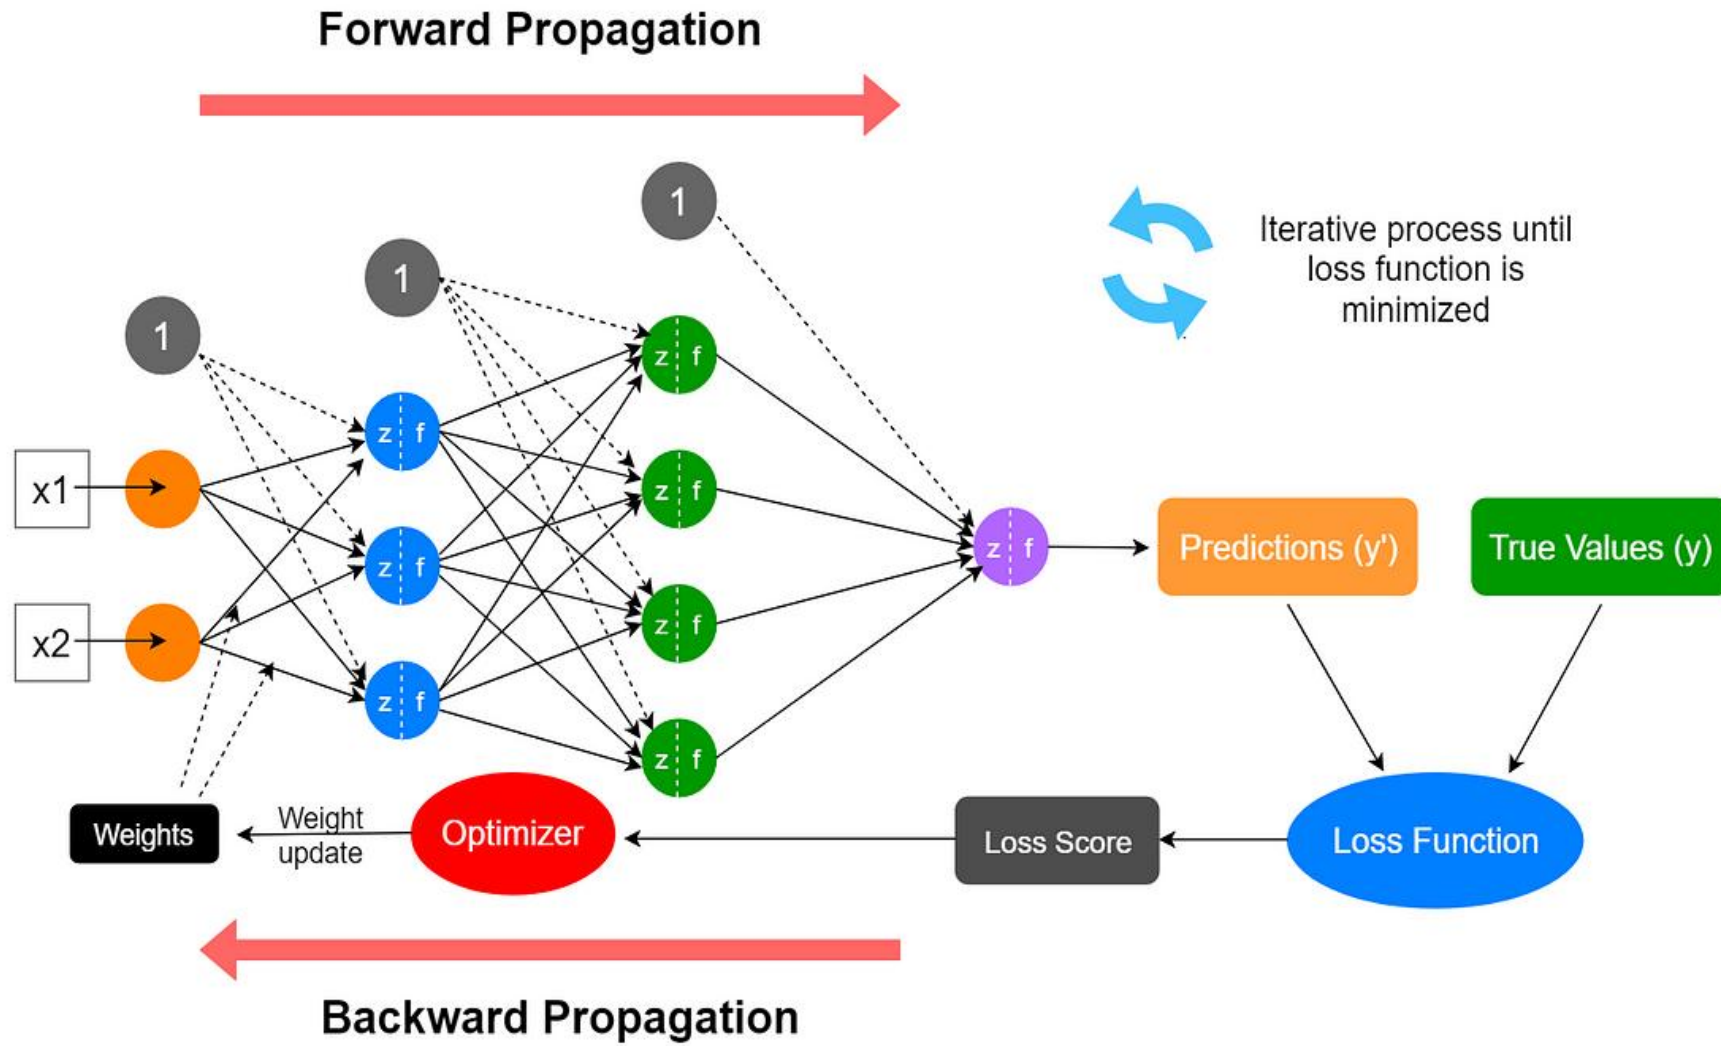 Forward Propagation
1
1
1
Iterative process until
loss function is
minimized
z f
z f
x1
z f
z f
z f
Predictions (y')
True Values (y)
z f
z f
x2
z f
z f
Weights
Weight
update
Optimizer
Loss Score
Loss Function
Backward Propagation